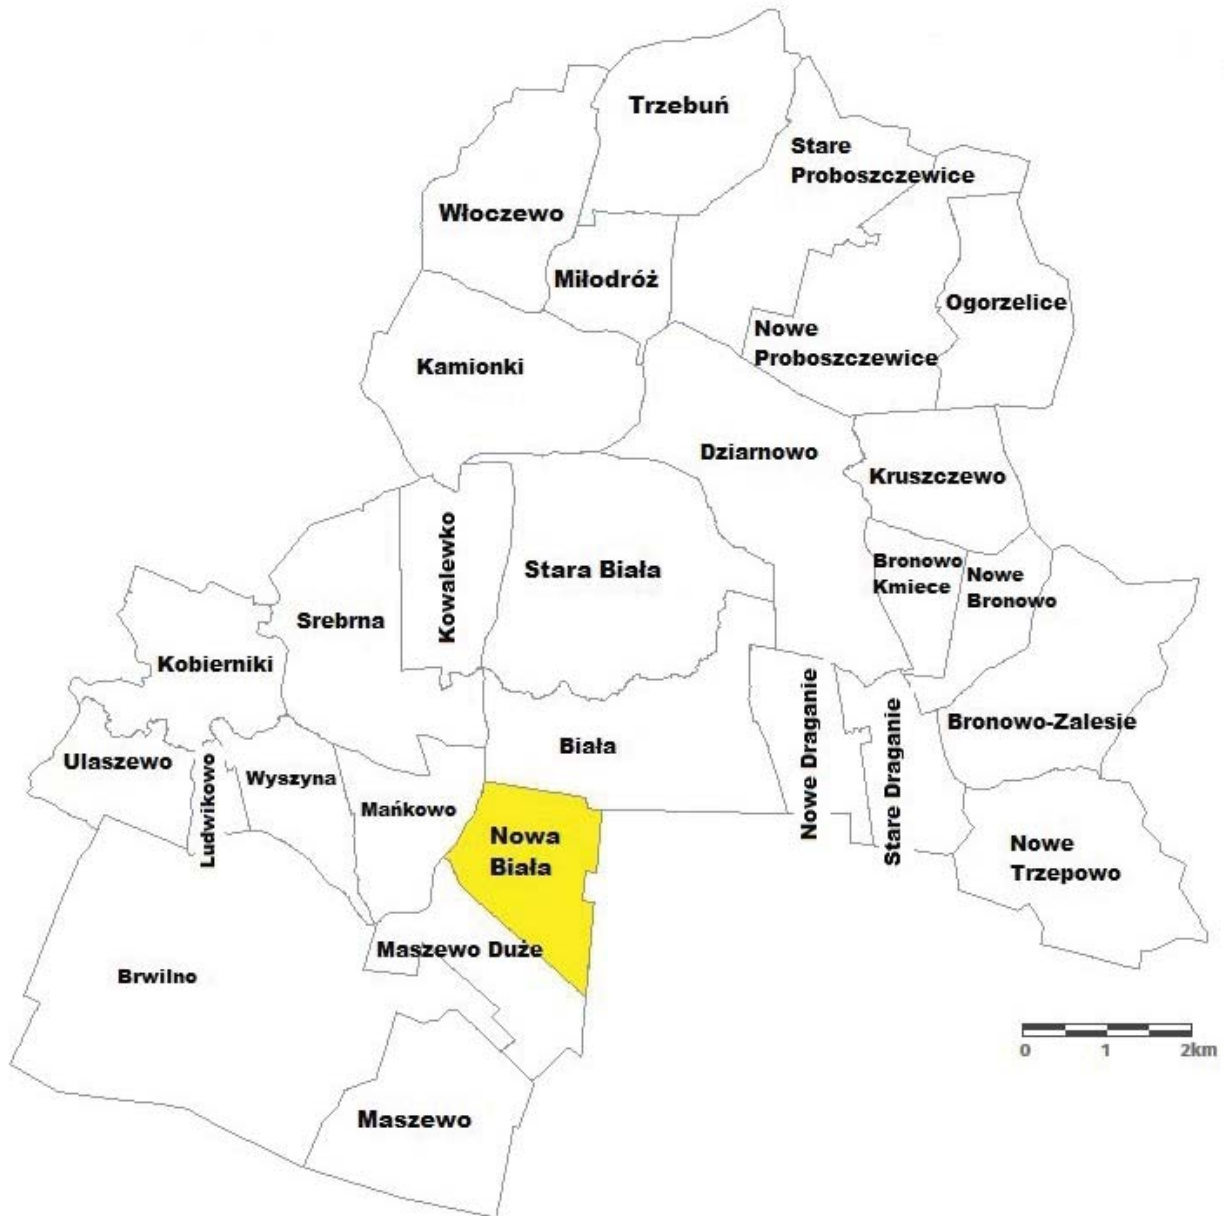 Trzebuń
Stare
Proboszczewice
Włoczewo
Miłodróż
Ogorzelice
Nowe
Proboszczewice
Kamionki
Dziarnowo
Kruszczewo
Kowalewko
Stara Biała
Bronowo
Kmiece
Nowe
Bronowo
Srebrna
Kobierniki
Nowe Draganie
Stare Draganie
Bronowo-Zalesie
Ulaszewo
Ludwikowo
Wyszyna
Biała
Mańkowo
Nowa
Biała
Nowe
Trzepowo
Maszewo Duże
Brwilno
0 1 2km
Maszewo